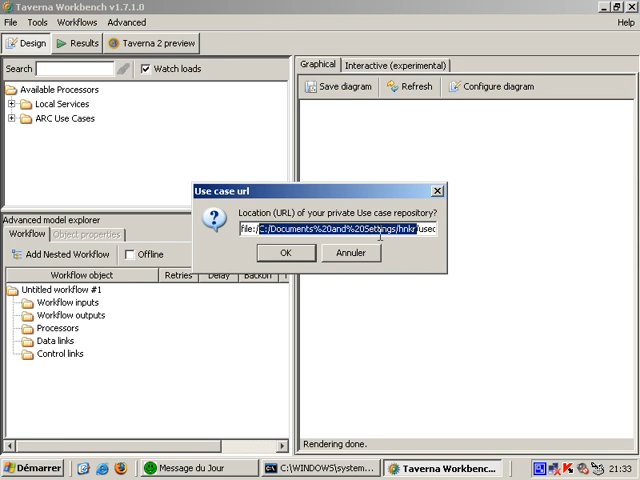 Taverna Workbench v1.7.1.0
File Tools Workflows Advanced Help
Design Results Taverna 2 preview
Search Watch loads
Graphical Interactive (experimental)
Save diagram Refresh Configure diagram
Available Processors
Local Services
ARC Use Cases
Use case url
Location (URL) of your private Use case repository?
file:/C:/Documents%20and%20Settings/hnkr/usec
OK Annuler
Advanced model explorer
Workflow Object properties
Add Nested Workflow Offline
Workflow object Retries Delay Backoff
Untitled workflow #1
Workflow inputs
Workflow outputs
Processors
Data links
Control links
Rendering done.
Démarrer Message du Jour C:\WINDOWS\system... Taverna Workbenc... 21:33